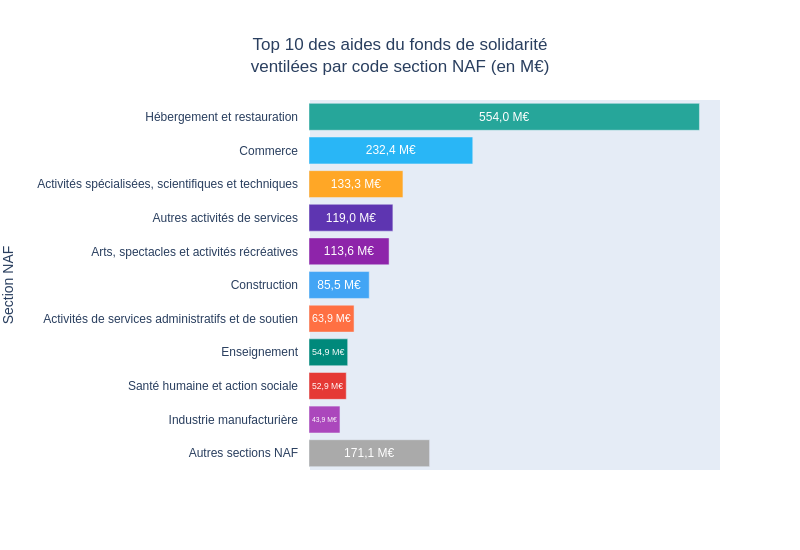 Top 10 des aides du fonds de solidarité
ventilées par code section NAF (en M€)
Section NAF
Hébergement et restauration 554,0 M€
Commerce 232,4 M€
Activités spécialisées, scientifiques et techniques 133,3 M€
Autres activités de services 119,0 M€
Arts, spectacles et activités récréatives 113,6 M€
Construction 85,5 M€
Activités de services administratifs et de soutien 63,9 M€
Enseignement 54,9 M€
Santé humaine et action sociale 52,9 M€
Industrie manufacturière 43,9 M€
Autres sections NAF 171,1 M€